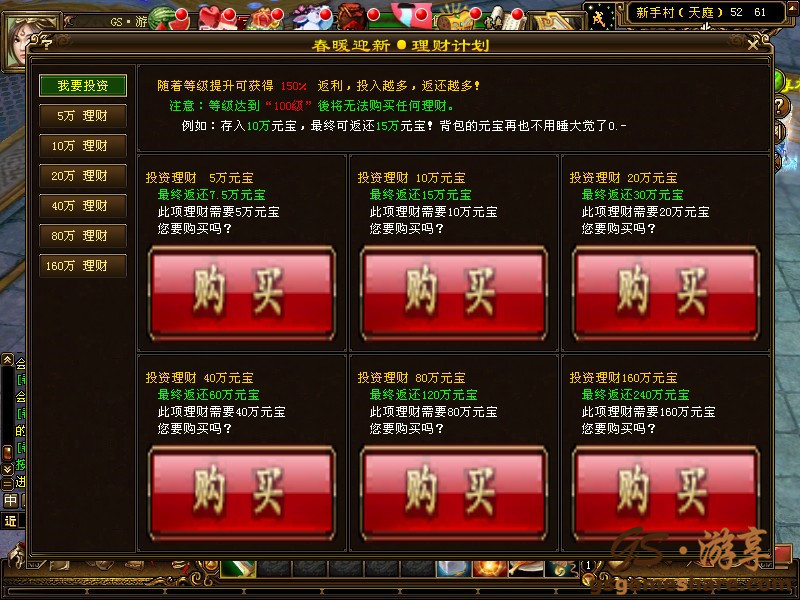 GS·游
新手村(天庭) 52 61
戌
春暖迎新●理财计划
我要投资
5万 理财
10万 理财
20万 理财
40万 理财
80万 理财
160万 理财
随着等级提升可获得 150% 返利，投入越多，返还越多！
注意：等级达到“100级”後将无法购买任何理财。
例如：存入10万元宝，最终可返还15万元宝！背包的元宝再也不用睡大觉了0.-
投资理财 5万元宝
最终返还7.5万元宝
此项理财需要5万元宝
您要购买吗？
购买
投资理财 10万元宝
最终返还15万元宝
此项理财需要10万元宝
您要购买吗？
购买
投资理财 20万元宝
最终返还30万元宝
此项理财需要20万元宝
您要购买吗？
购买
投资理财 40万元宝
最终返还60万元宝
此项理财需要40万元宝
您要购买吗？
购买
投资理财 80万元宝
最终返还120万元宝
此项理财需要80万元宝
您要购买吗？
购买
投资理财160万元宝
最终返还240万元宝
此项理财需要160万元宝
您要购买吗？
购买
近
1
GS·游享